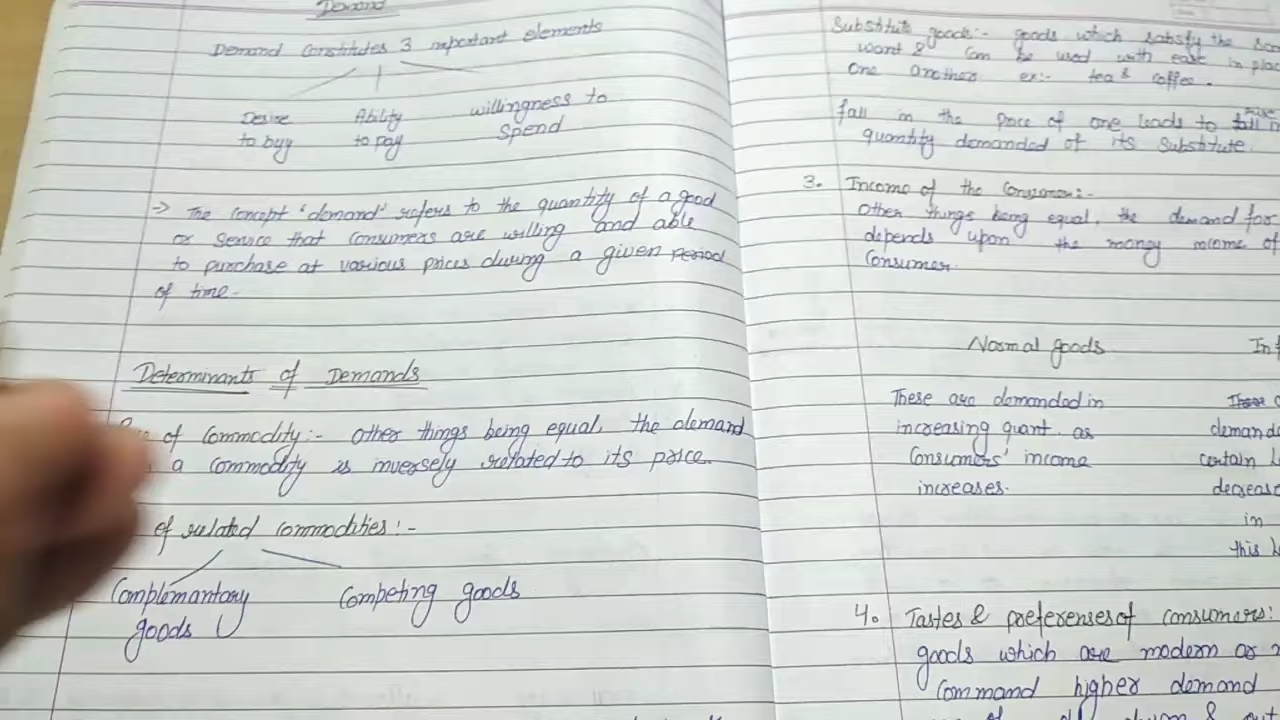 Demand
Demand Constitutes 3 important elements
Desire
to buy
Ability
to pay
willingness to
Spend
→ The concept 'demand' refers to the quantity of a good
or service that consumers are willing and able
to purchase at various prices during a given period
of time.
Determinants of Demands
of Commodity:- other things being equal, the demand
a commodity is inversely related to its price.
of related commodities:-
Complemantary
goods
Competing goods
Substitute goods:- goods which satisfy the
want & can be used with ease in
One another ex:- tea & coffee.
fall in the price of one leads to
quantity demanded of its substitute.
3. Income of the Consumer:-
Other things being equal, the demand for
depends upon the money income of
Consumer.
Normal goods
These are demanded in
increasing quant. as
Consumers' income
increases.
in
this
4. Tastes & preferenses of consumers:
goods which are modern or
Command higher demand